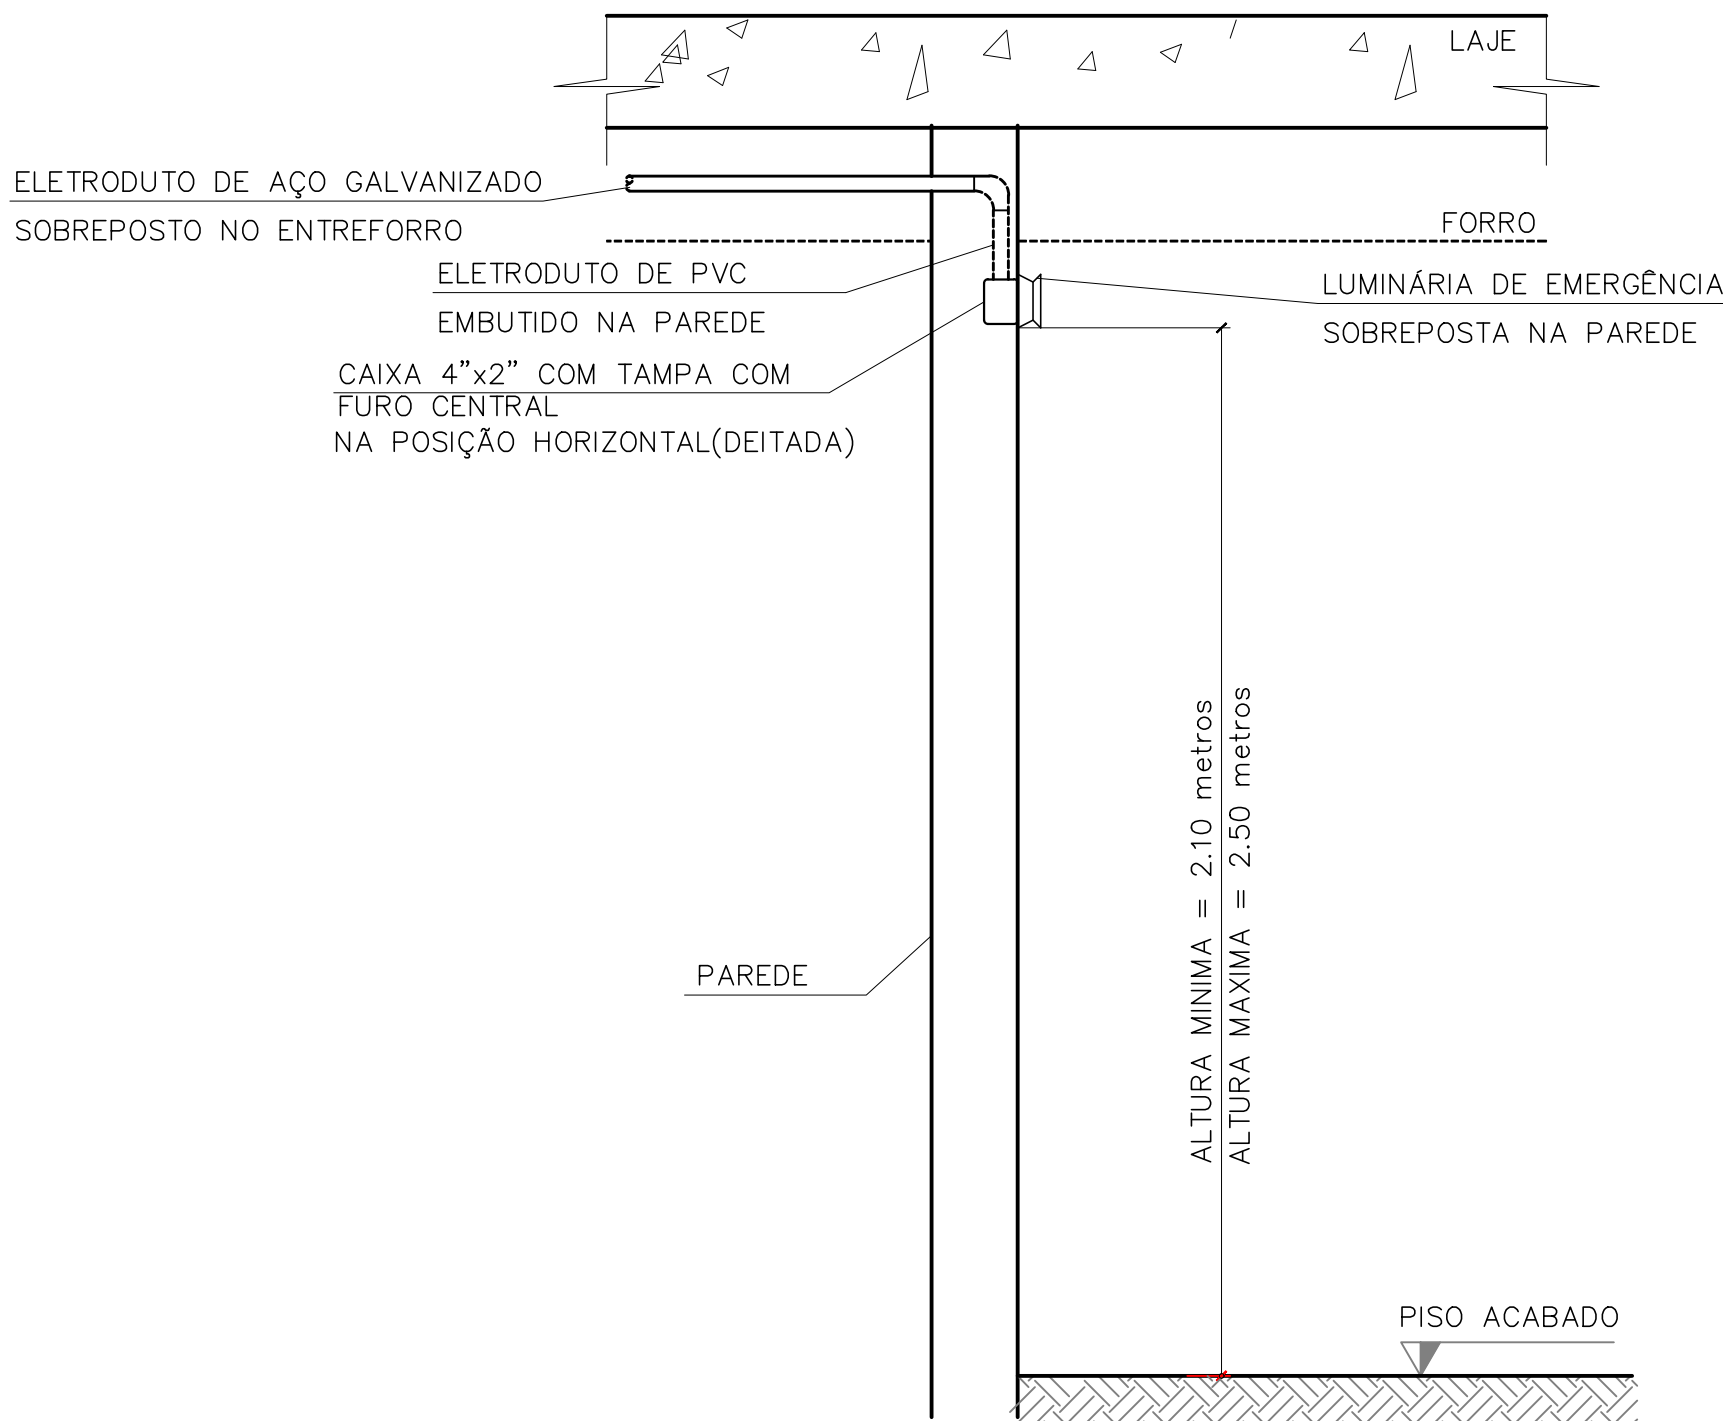 LAJE
ELETRODUTO DE AÇO GALVANIZADO
SOBREPOSTO NO ENTREFORRO
FORRO
ELETRODUTO DE PVC
EMBUTIDO NA PAREDE
LUMINÁRIA DE EMERGÊNCIA
SOBREPOSTA NA PAREDE
CAIXA 4”x2” COM TAMPA COM
FURO CENTRAL
NA POSIÇÃO HORIZONTAL(DEITADA)
ALTURA MINIMA = 2.10 metros
ALTURA MAXIMA = 2.50 metros
PAREDE
PISO ACABADO